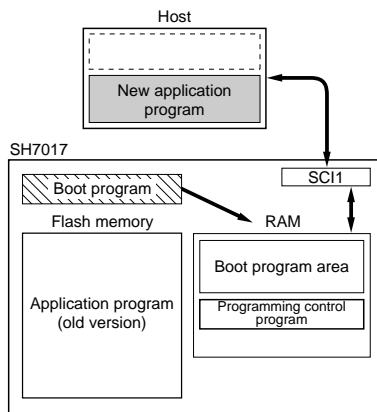 Host
New application
program
SH7017
SCI1
Boot program
Flash memory
RAM
Boot program area
Application program
(old version)
Programming control
program